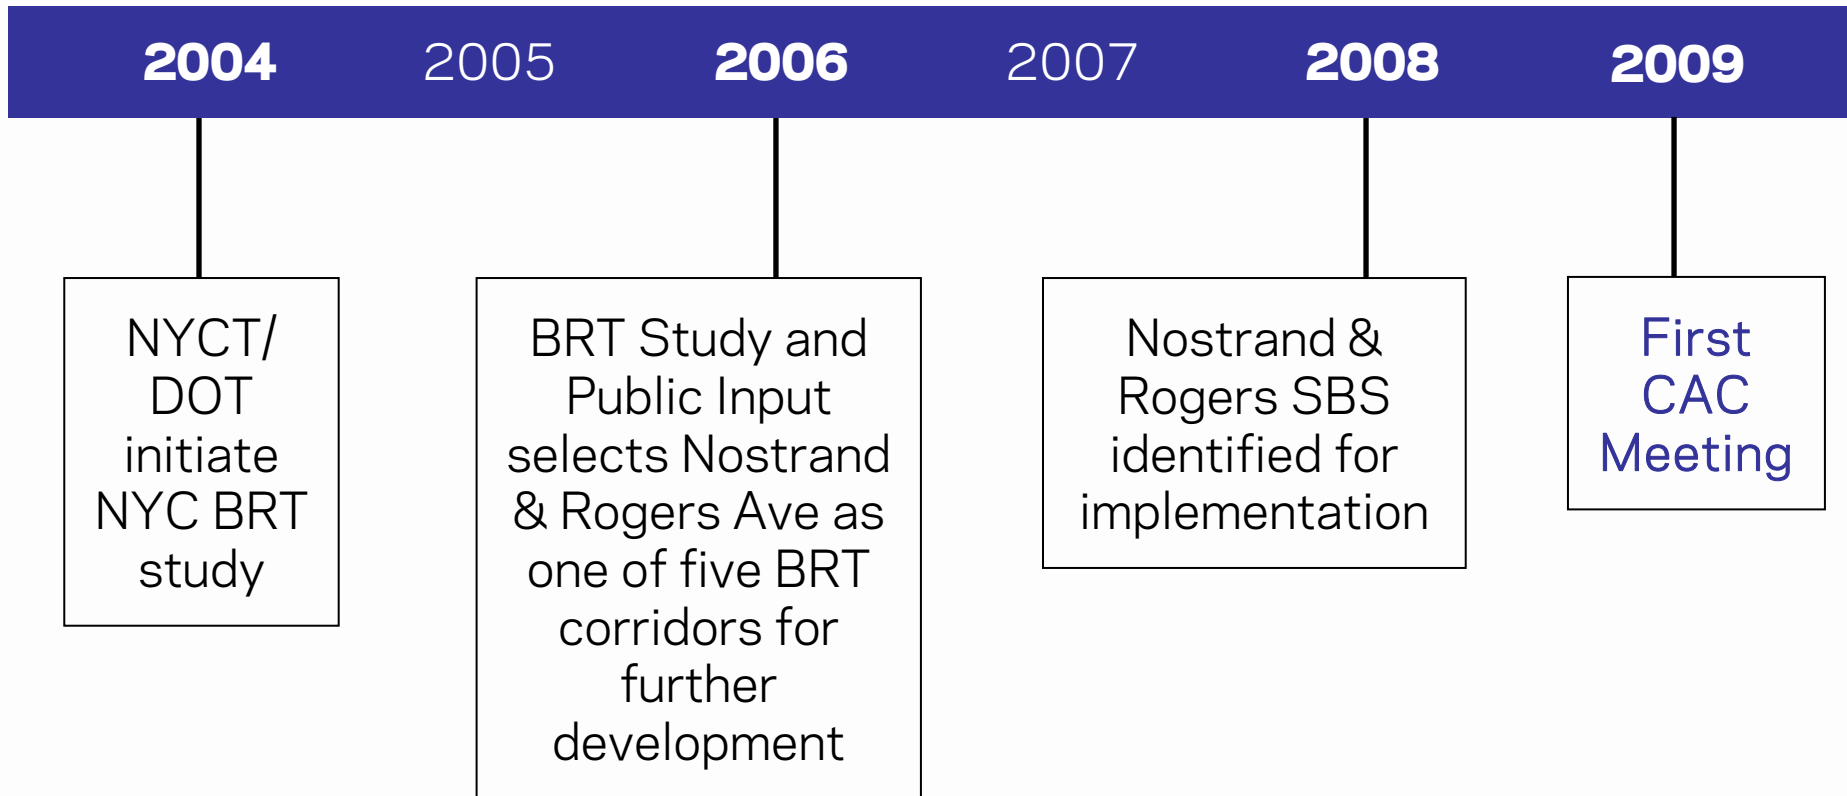 2004 2005 2006 2007 2008 2009
NYCT/
DOT
initiate
NYC BRT
study
BRT Study and
Public Input
selects Nostrand
& Rogers Ave as
one of five BRT
corridors for
further
development
Nostrand &
Rogers SBS
identified for
implementation
First
CAC
Meeting